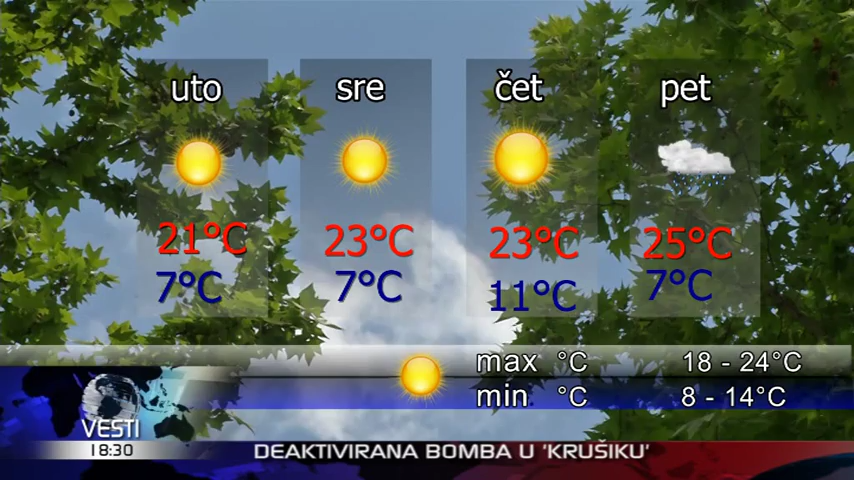 uto sre čet pet
21°C 23°C 23°C 25°C
7°C 7°C 11°C 7°C
max °C 18 - 24°C
min °C 8 - 14°C
VESTI
18:30
DEAKTIVIRANA BOMBA U 'KRUŠIKU'